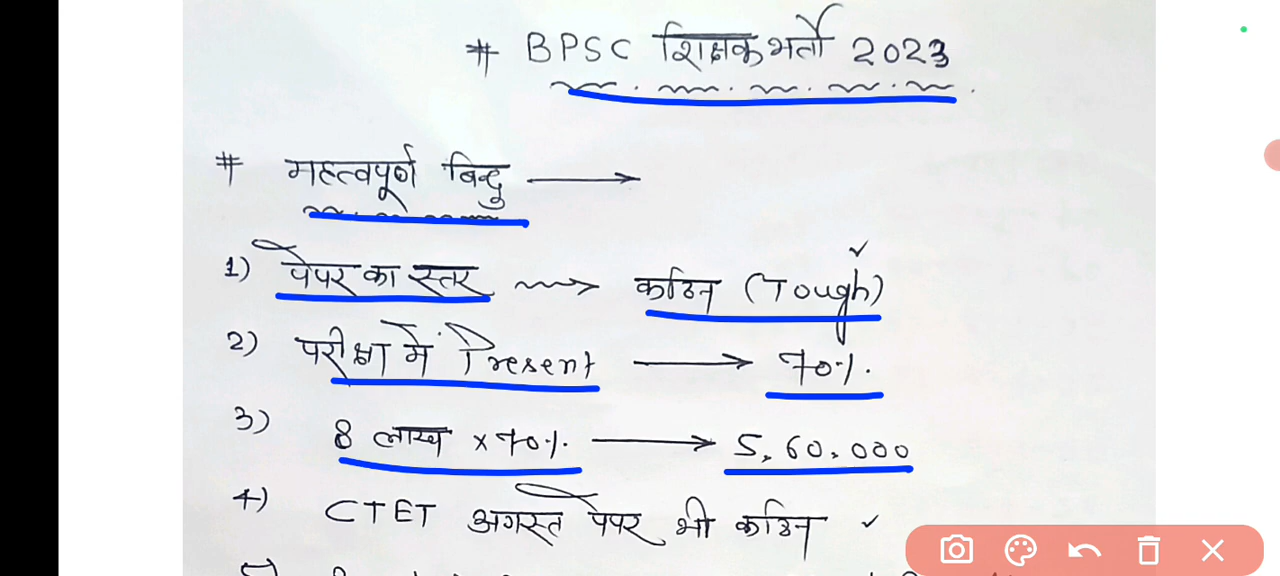 # BPSC शिक्षक भर्ती 2023
# महत्वपूर्ण बिन्दु →
1) पेपर का स्तर → कठिन (Tough) ✓
2) परीक्षा में Present → 70%.
3) 8 लाख x 70%. → 5,60,000
4) CTET अगस्त पेपर भी कठिन ✓
5)